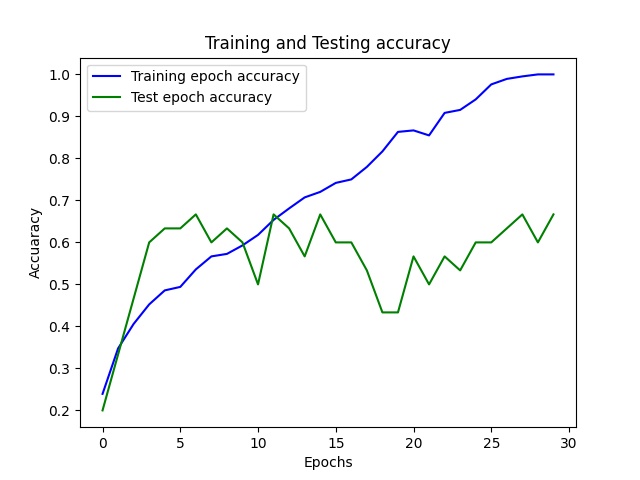 Training and Testing accuracy
Training epoch accuracy
Test epoch accuracy
1.0
0.9
0.8
0.7
0.6
0.5
0.4
0.3
0.2
Accuaracy
0 5 10 15 20 25 30
Epochs